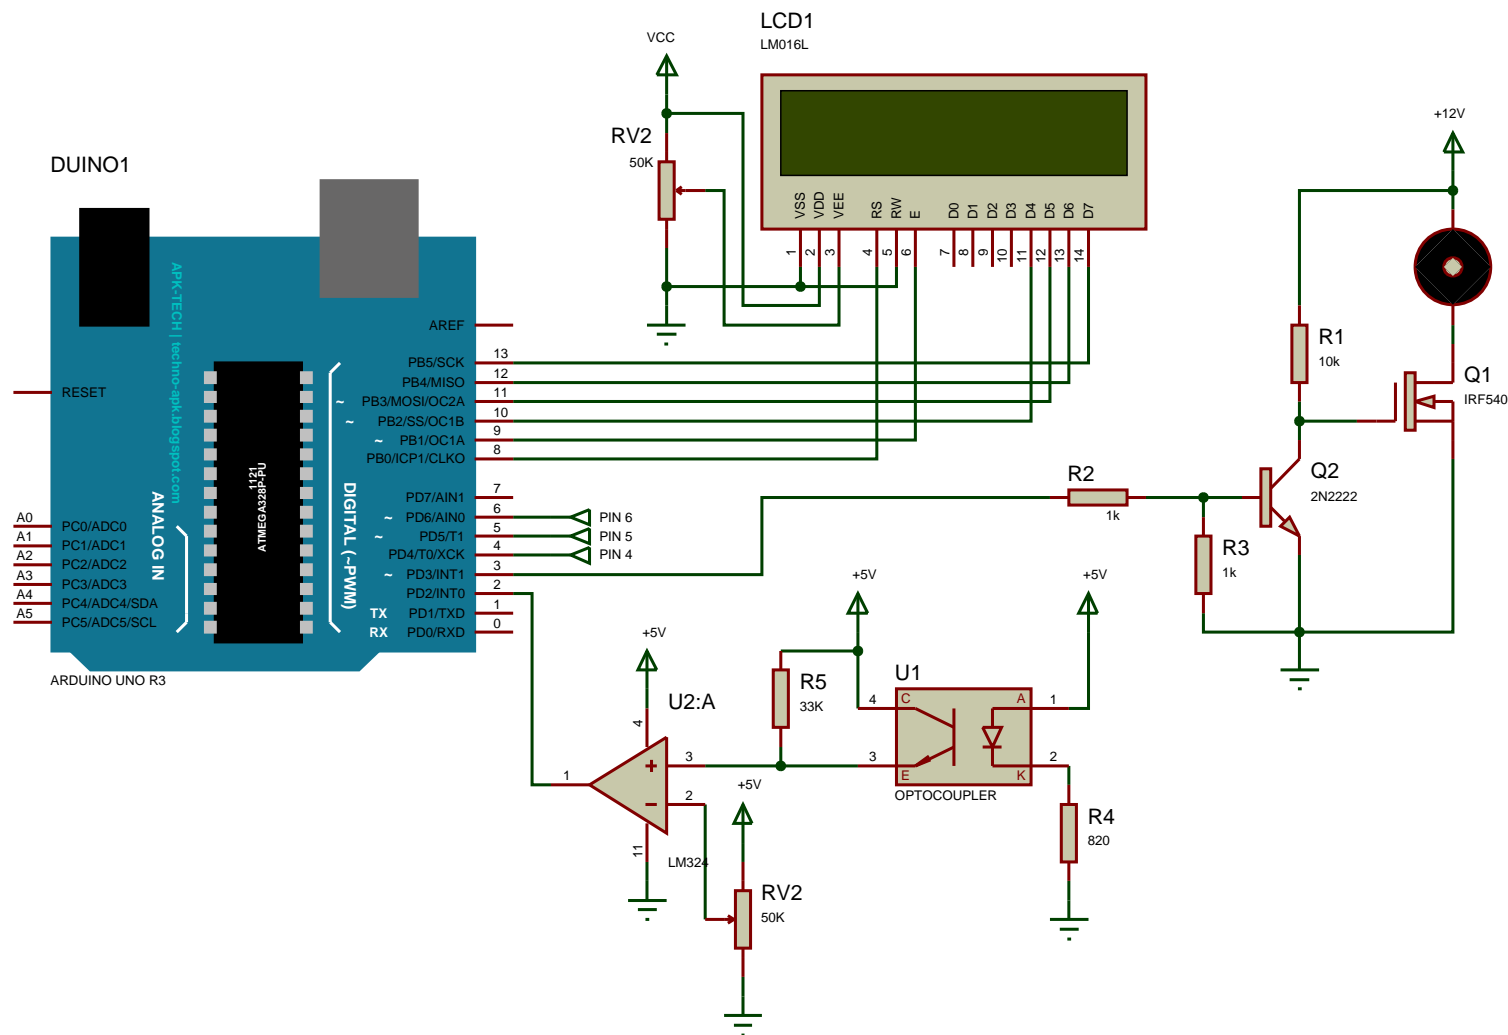 LCD1
LM016L
VCC
+12V
RV2
50K
DUINO1
VSS
VDD
VEE
RS
RW
E
D0
D1
D2
D3
D4
D5
D6
D7
1
2
3
4
5
6
7
8
9
10
11
12
13
14
APK-TECH | techno-apk.blogspot.com
AREF
RESET
PB5/SCK 13
PB4/MISO 12
~ PB3/MOSI/OC2A 11
~ PB2/SS/OC1B 10
~ PB1/OC1A 9
PB0/ICP1/CLKO 8
PD7/AIN1 7
~ PD6/AIN0 6 PIN 6
~ PD5/T1 5 PIN 5
PD4/T0/XCK 4 PIN 4
~ PD3/INT1 3
PD2/INT0 2
TX PD1/TXD 1
RX PD0/RXD 0
1121
ATMEGA328P-PU
DIGITAL (~PWM)
ANALOG IN
A0 PC0/ADC0
A1 PC1/ADC1
A2 PC2/ADC2
A3 PC3/ADC3
A4 PC4/ADC4/SDA
A5 PC5/ADC5/SCL
ARDUINO UNO R3
R1
10k
Q1
IRF540
R2
1k
Q2
2N2222
R3
1k
+5V
+5V
+5V
U2:A
R5
33K
U1
4
C
A
1
3
E
K
2
OPTOCOUPLER
4
3
+
1
2
−
11
LM324
+5V
RV2
50K
R4
820